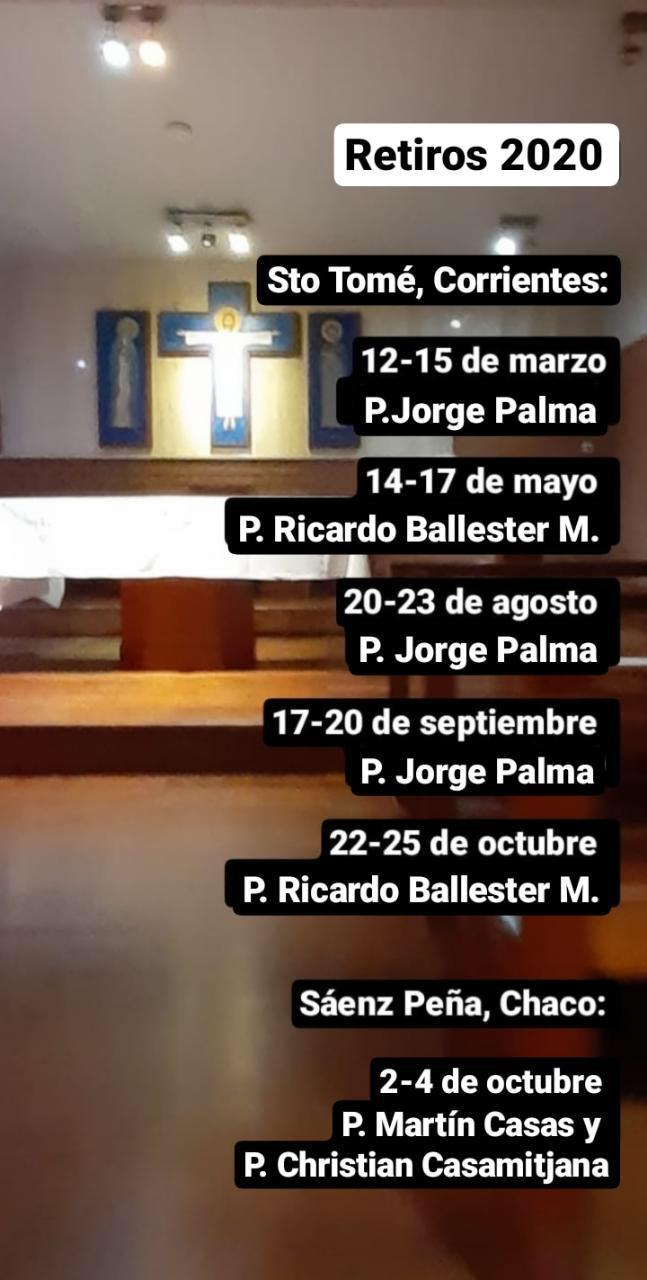 Retiros 2020
Sto Tomé, Corrientes:
12-15 de marzo
P.Jorge Palma
14-17 de mayo
P. Ricardo Ballester M.
20-23 de agosto
P. Jorge Palma
17-20 de septiembre
P. Jorge Palma
22-25 de octubre
P. Ricardo Ballester M.
Sáenz Peña, Chaco:
2-4 de octubre
P. Martín Casas y
P. Christian Casamitjana